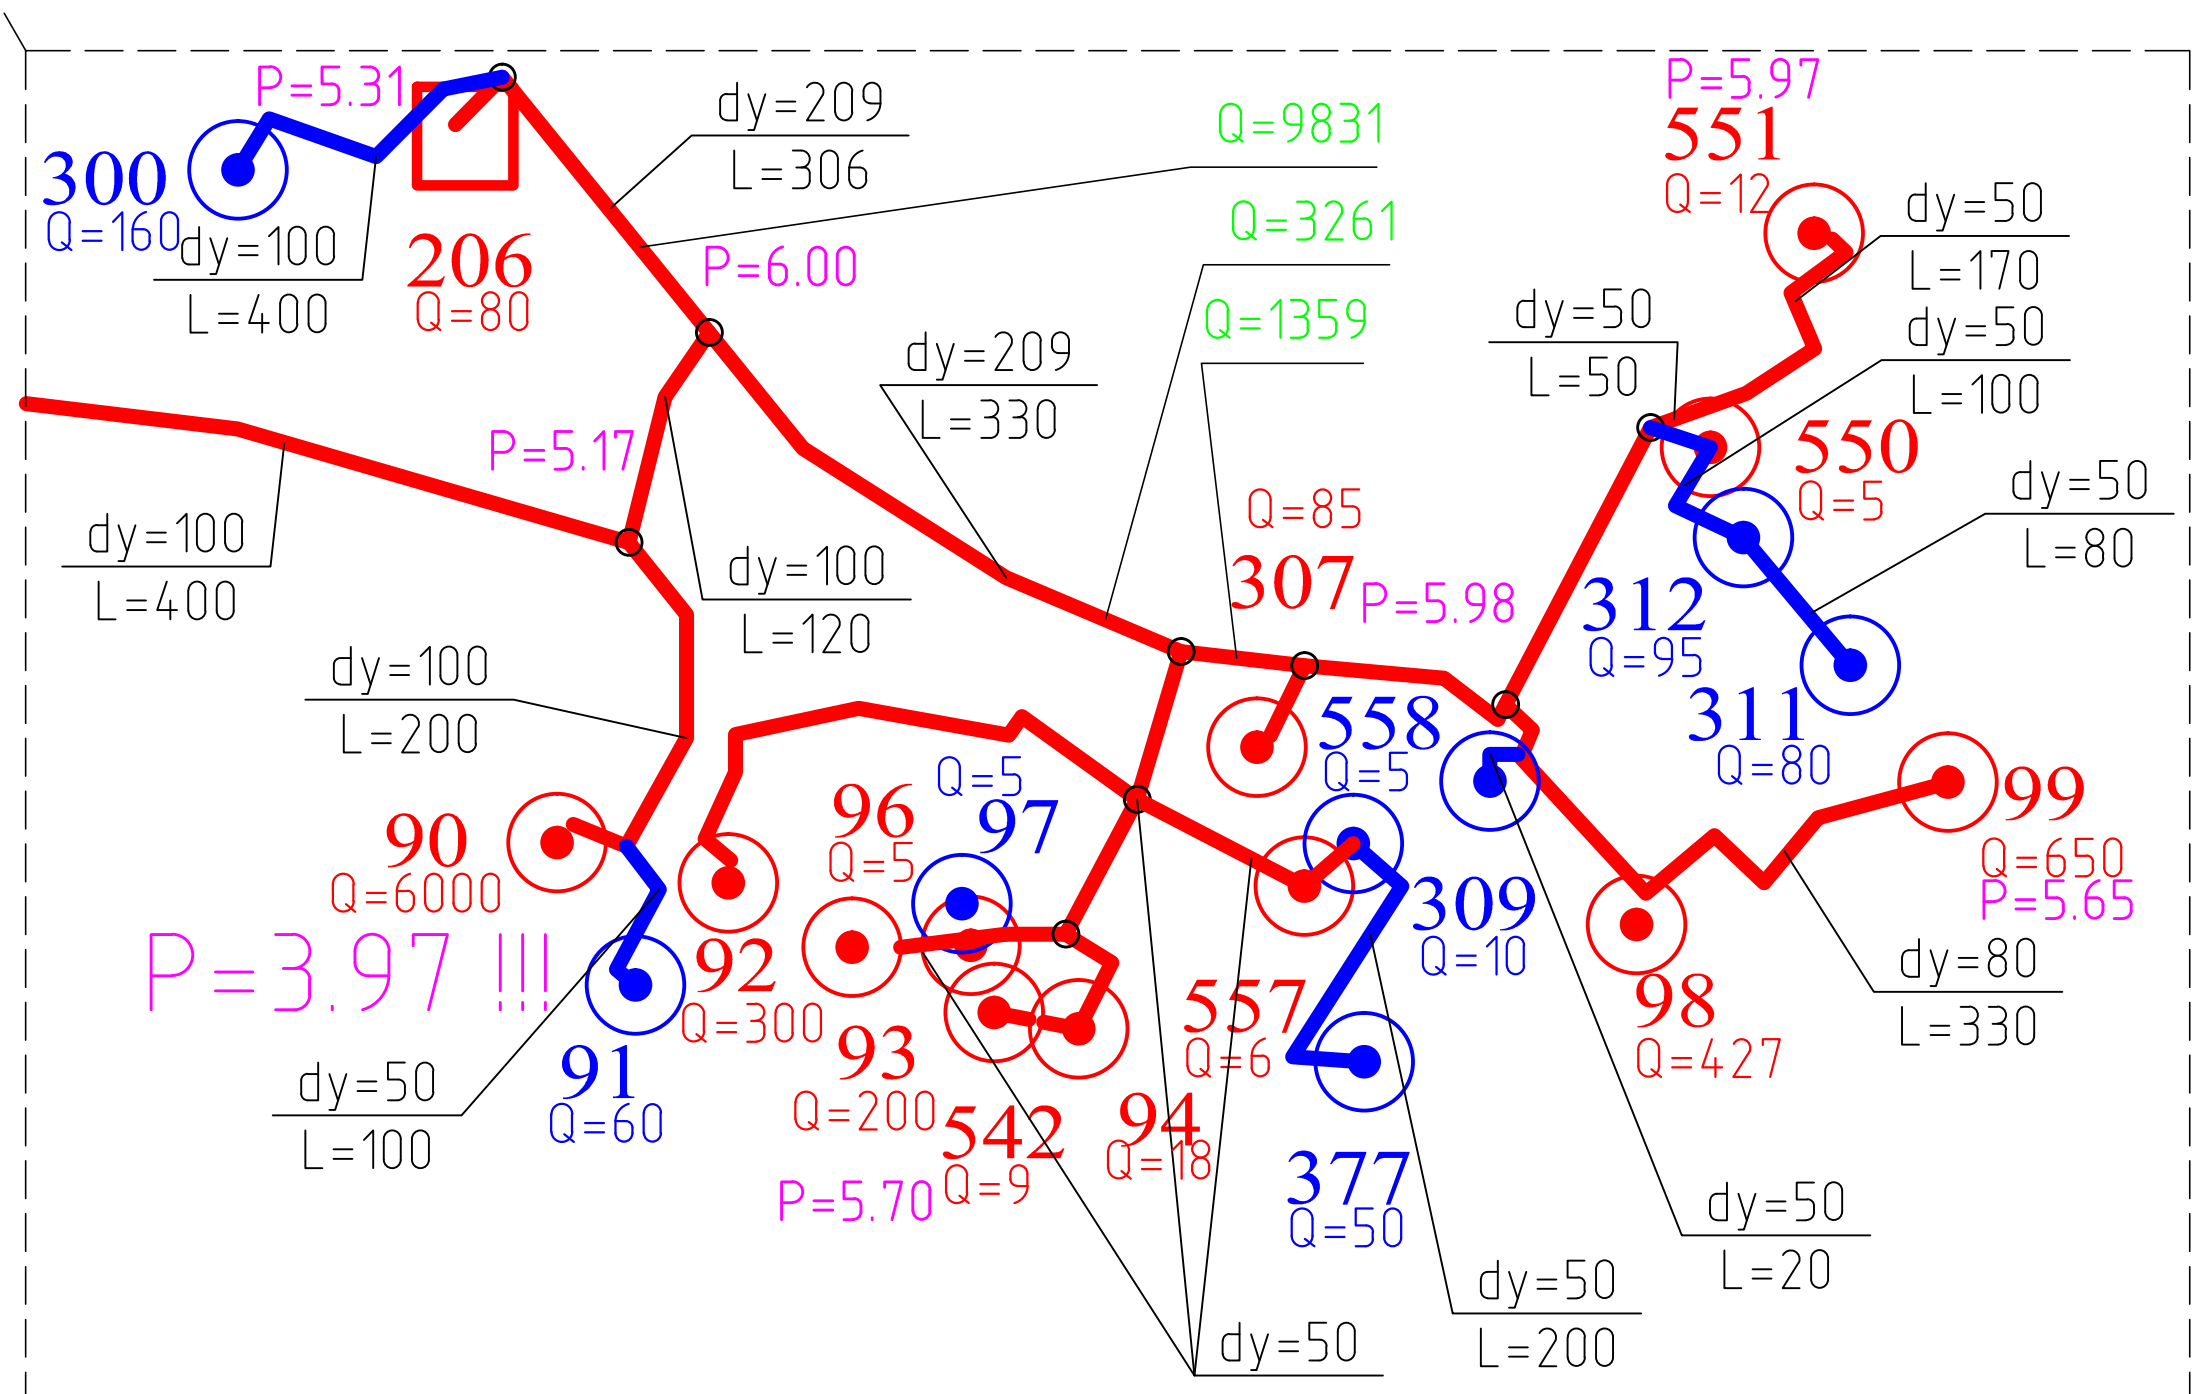 P=5.31
dy=209
L=306
Q=9831
P=5.97
551
Q=12
300
Q=160
dy=100
L=400
206
Q=80
P=6.00
Q=3261
Q=1359
dy=50
L=170
dy=50
L=50
dy=50
L=100
dy=209
L=330
P=5.17
550
Q=5
dy=50
L=80
dy=100
L=400
dy=100
L=120
Q=85
307
P=5.98
312
Q=95
311
Q=80
dy=100
L=200
558
Q=5
Q=5
97
96
Q=5
90
Q=6000
99
Q=650
P=5.65
309
Q=10
P=3.97 !!!
92
Q=300
93
Q=200
557
Q=6
98
Q=427
dy=80
L=330
91
Q=60
dy=50
L=100
542
Q=9
94
Q=18
P=5.70
377
Q=50
dy=50
L=20
dy=50
L=200
dy=50